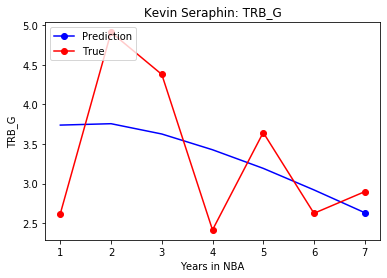 Kevin Seraphin: TRB_G
Prediction
True
5.0
4.5
4.0
3.5
3.0
2.5
TRB_G
1 2 3 4 5 6 7
Years in NBA